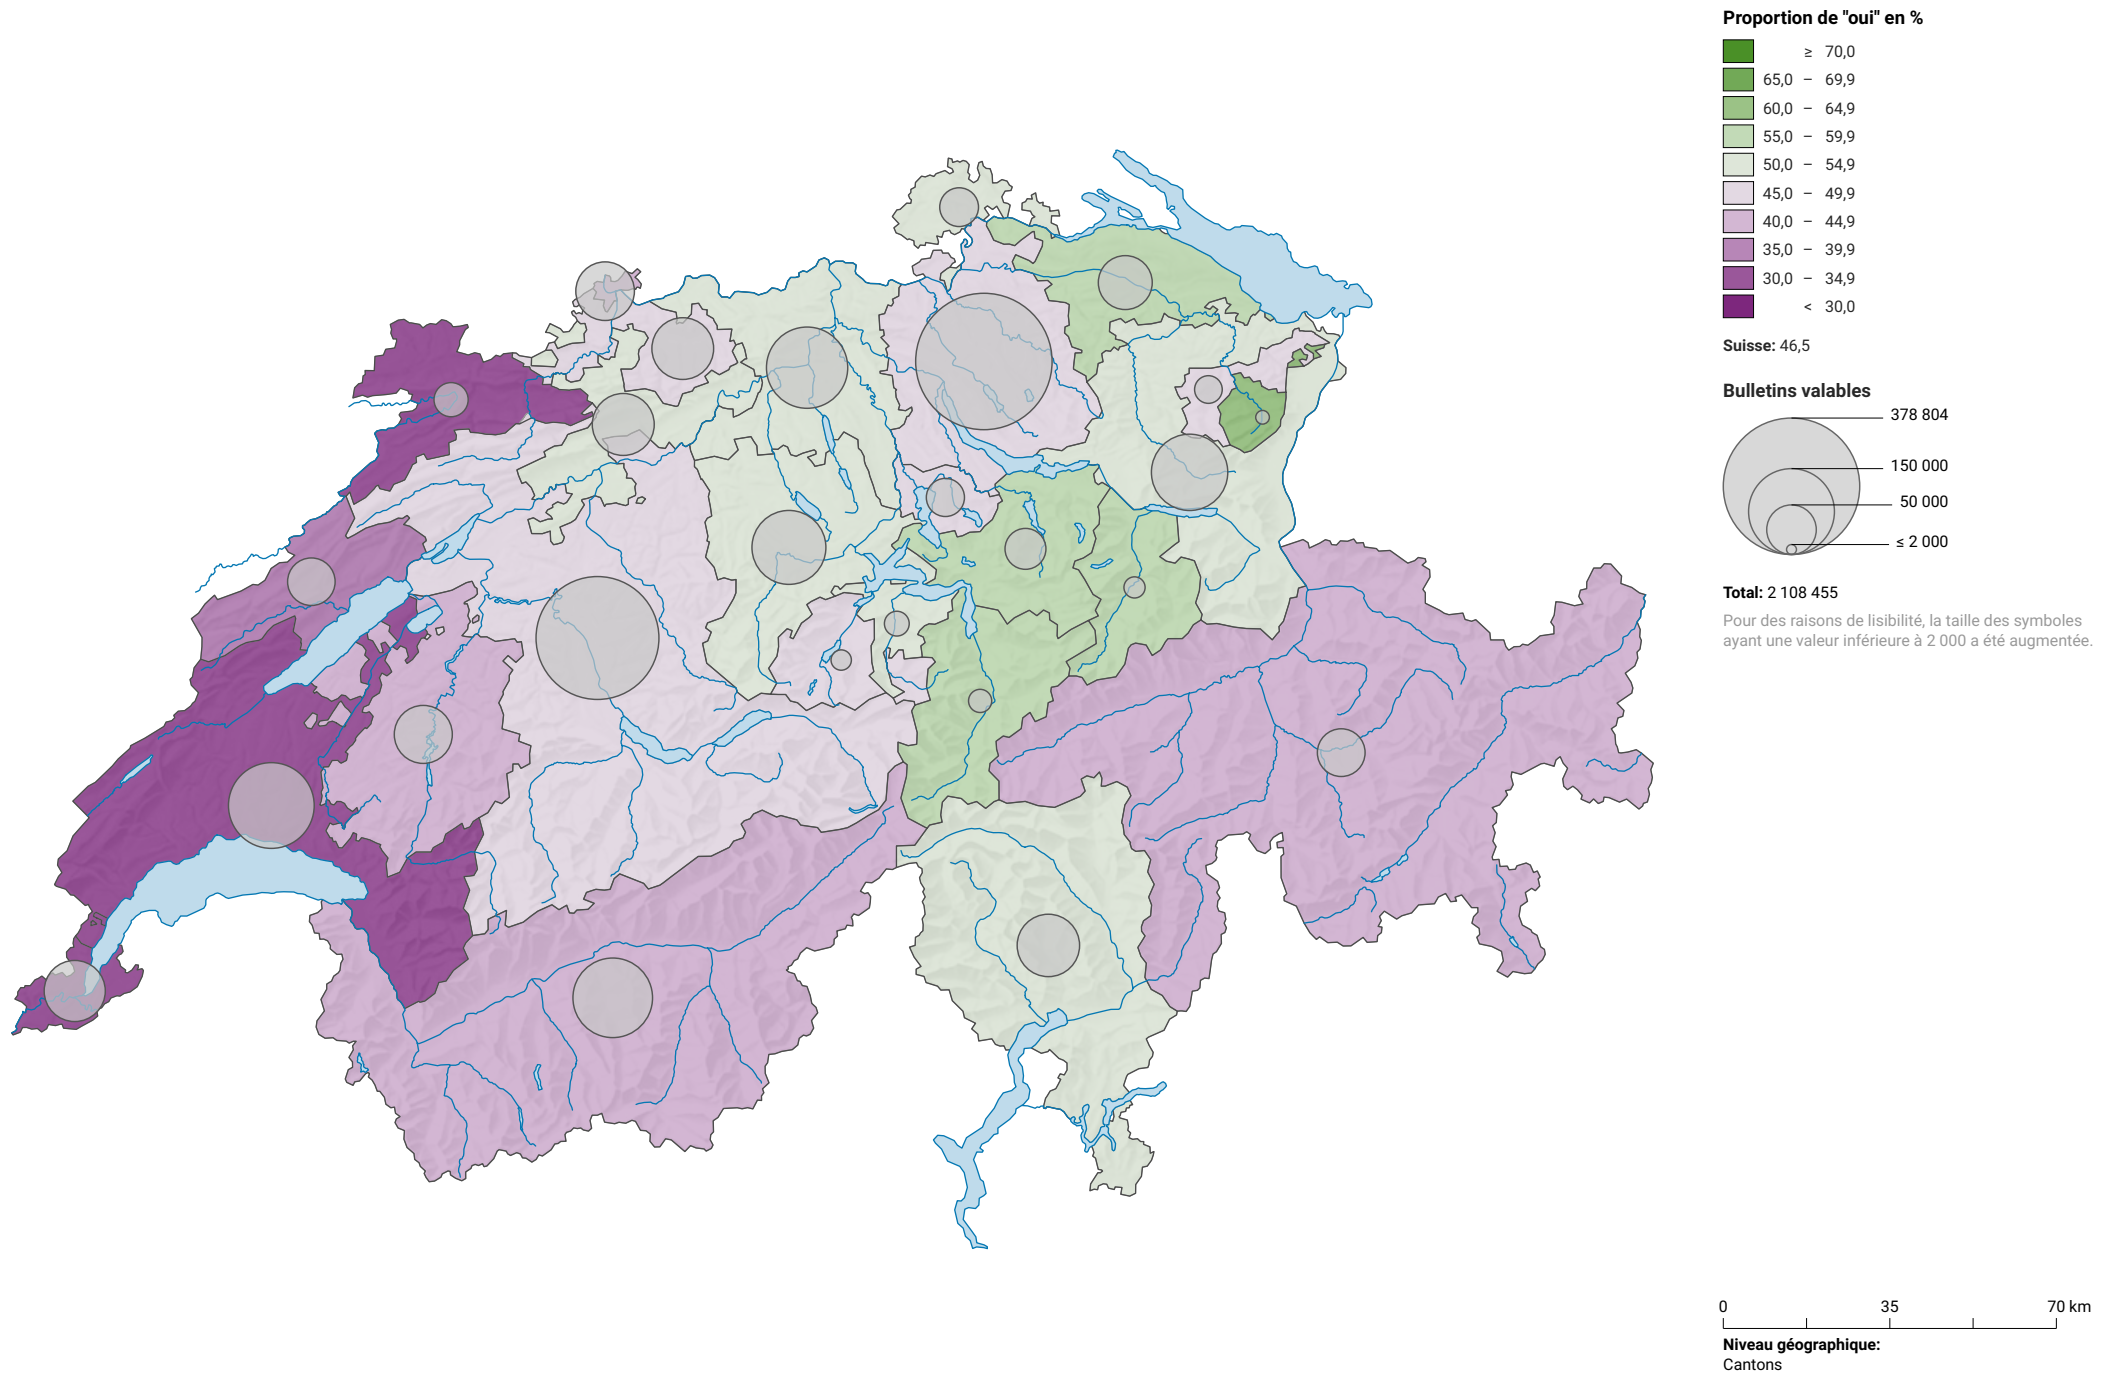 Proportion de "oui" en %
≥ 70,0
65,0 – 69,9
60,0 – 64,9
55,0 – 59,9
50,0 – 54,9
45,0 – 49,9
40,0 – 44,9
35,0 – 39,9
30,0 – 34,9
< 30,0
Suisse: 46,5
Bulletins valables
378 804
150 000
50 000
≤ 2 000
Total: 2 108 455
Pour des raisons de lisibilité, la taille des symboles
ayant une valeur inférieure à 2 000 a été augmentée.
0 35 70 km
Niveau géographique:
Cantons